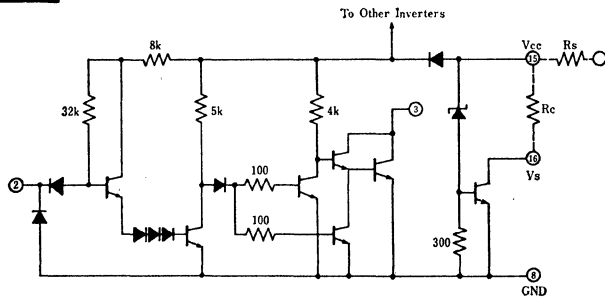 To Other Inverters
8k
Vcc
Rs
15
32k
5k
4k
3
Rc
2
100
16
Vs
100
300
8
GND